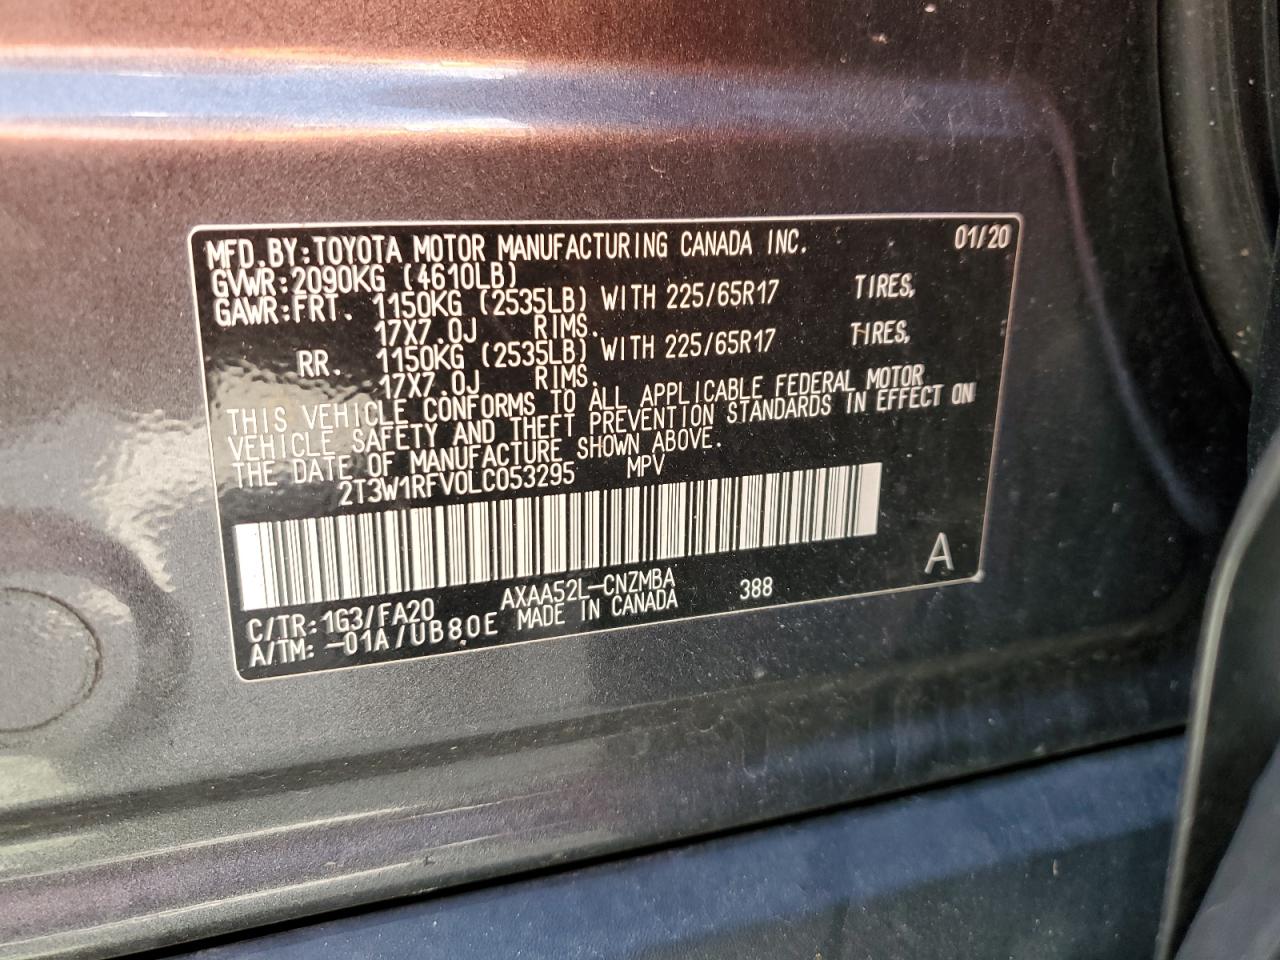 MFD.BY:TOYOTA MOTOR MANUFACTURING CANADA INC. 01/20
GVWR:2090KG (4610LB)
GAWR:FRT. 1150KG (2535LB) WITH 225/65R17 TIRES,
17X7.0J RIMS.
RR. 1150KG (2535LB) WITH 225/65R17 TIRES,
17X7.0J RIMS.
THIS VEHICLE CONFORMS TO ALL APPLICABLE FEDERAL MOTOR
VEHICLE SAFETY AND THEFT PREVENTION STANDARDS IN EFFECT ON
THE DATE OF MANUFACTURE SHOWN ABOVE.
2T3W1RFV0LC053295 MPV
A
C/TR:1G3/FA20 AXAA52L-CNZMBA 388
A/TM:-01A/UB80E MADE IN CANADA